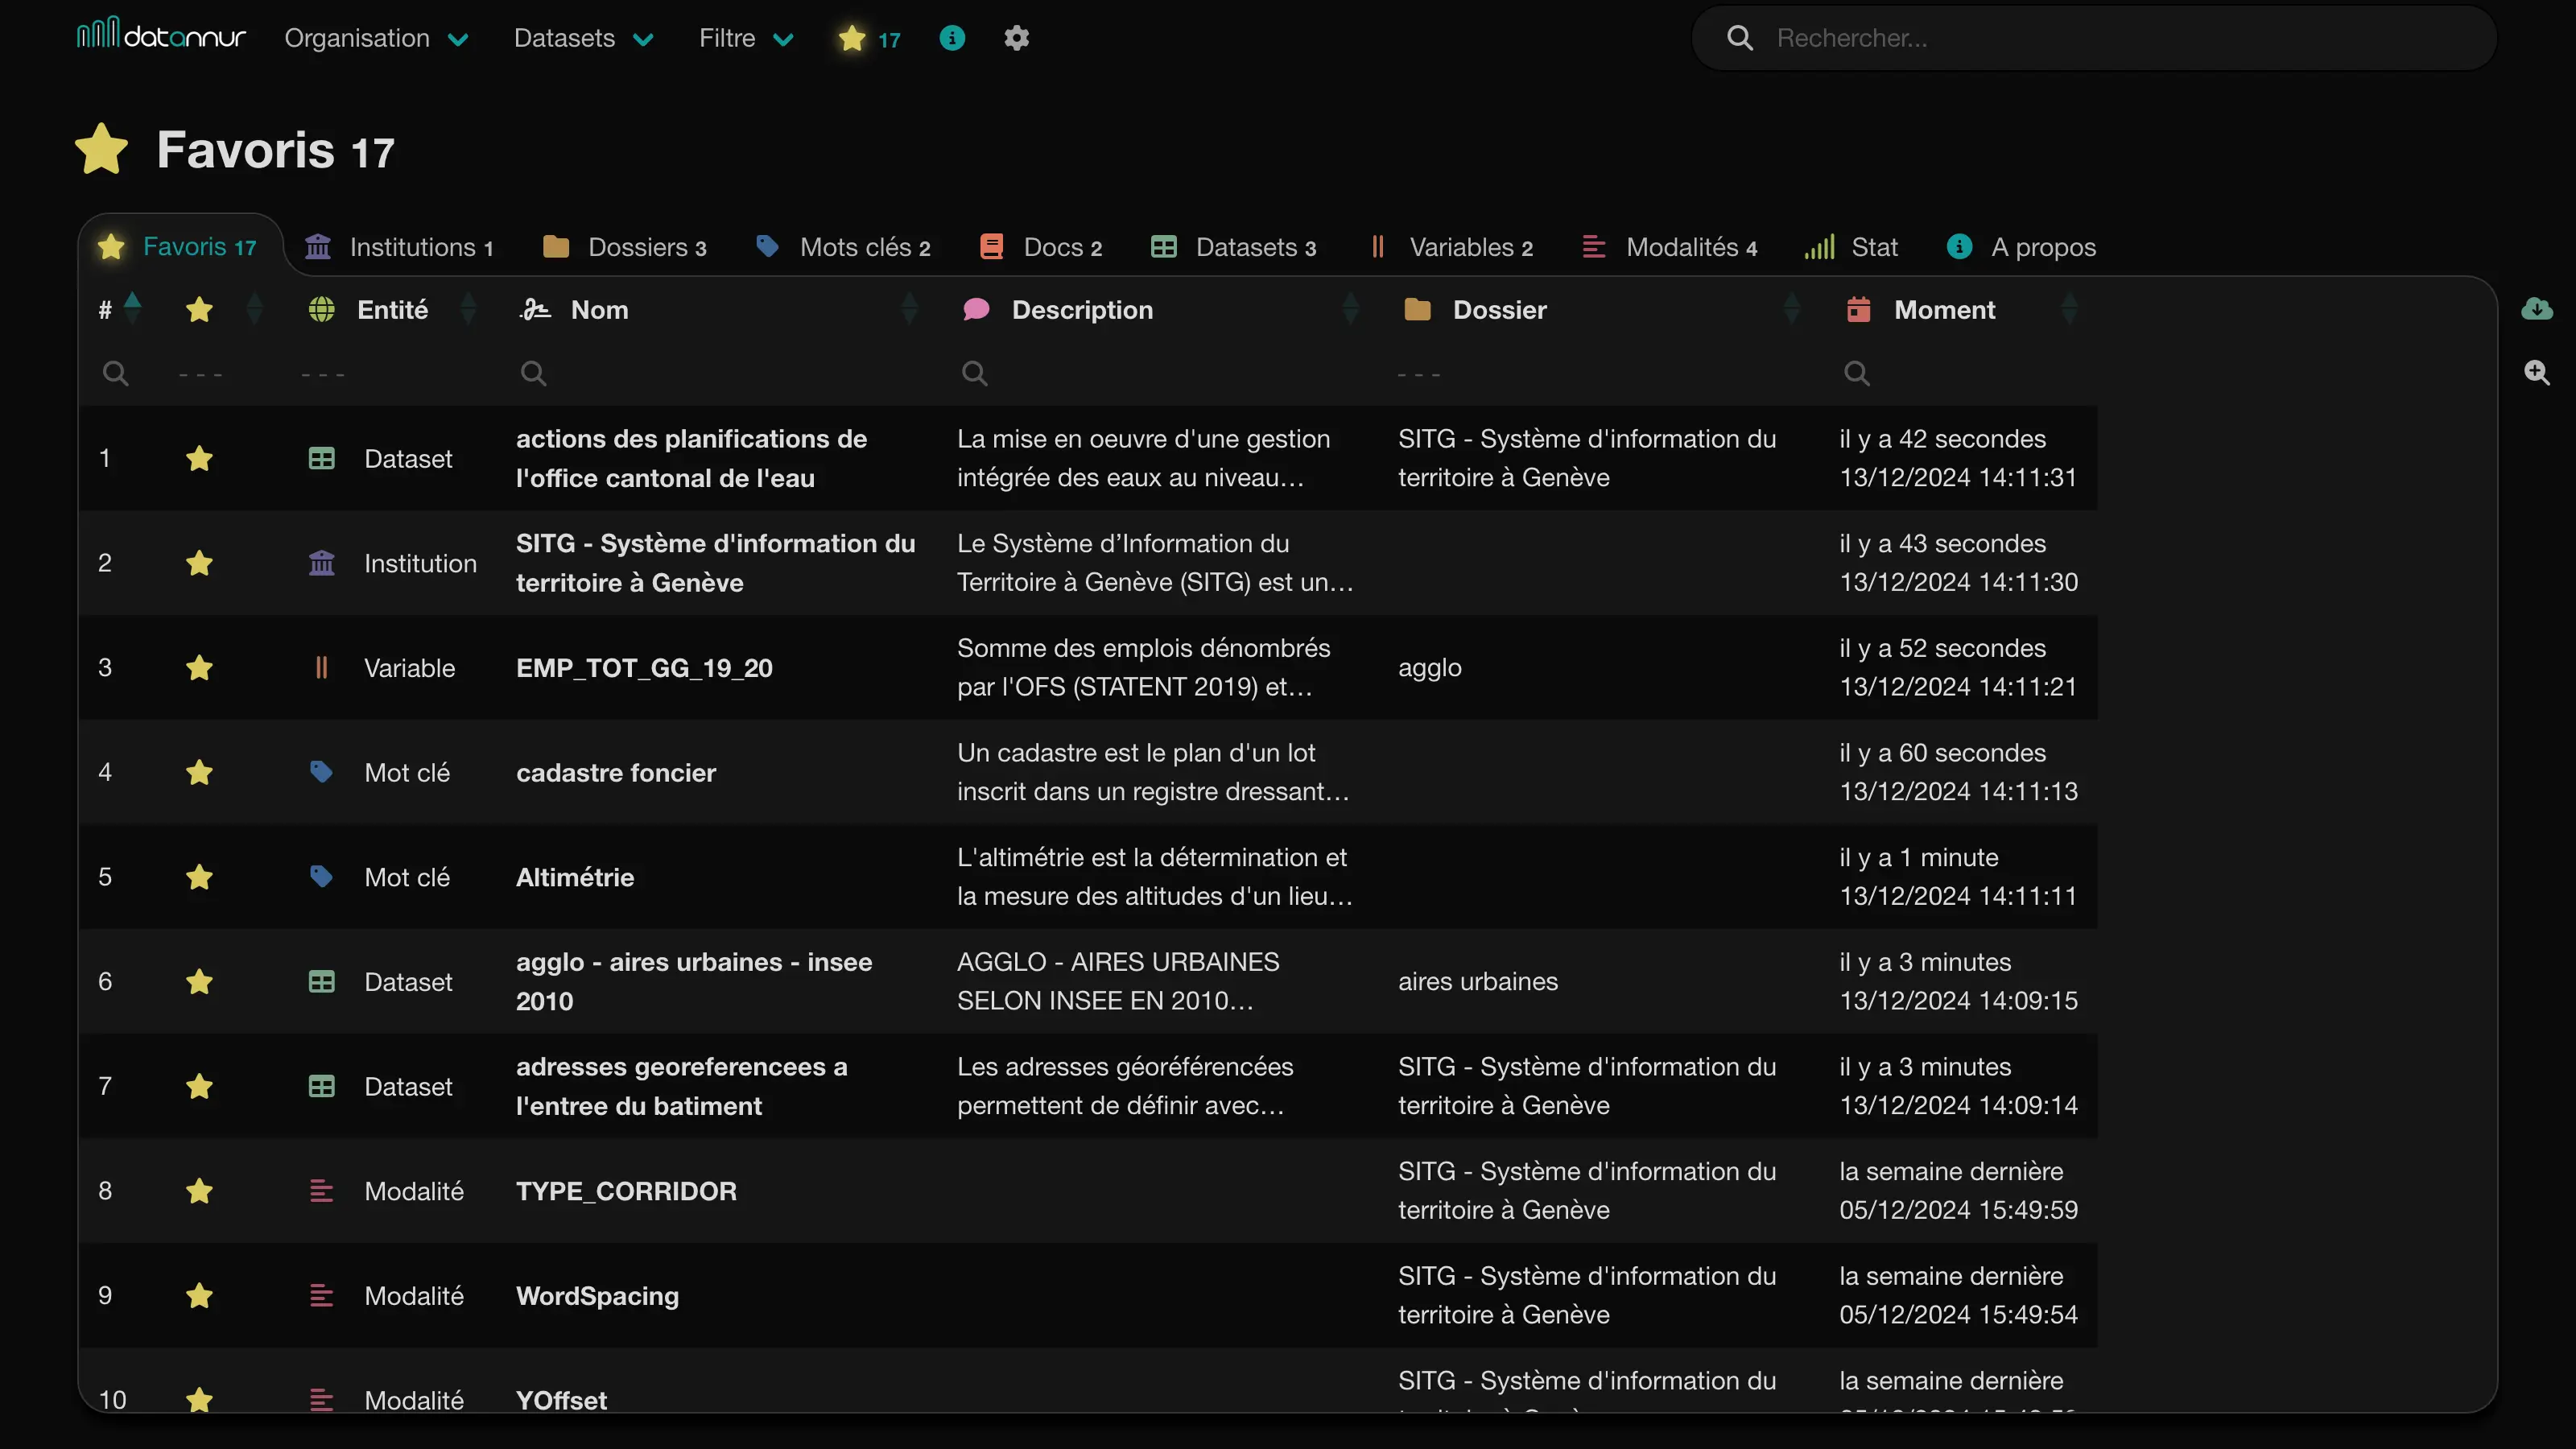 datannur Organisation Datasets Filtre 17 Rechercher...
Favoris 17
Favoris 17 Institutions 1 Dossiers 3 Mots clés 2 Docs 2 Datasets 3 Variables 2 Modalités 4 Stat A propos
# Entité Nom Description Dossier Moment
--- --- ---
1 Dataset actions des planifications de La mise en oeuvre d'une gestion SITG - Système d'information du il y a 42 secondes
l'office cantonal de l'eau intégrée des eaux au niveau… territoire à Genève 13/12/2024 14:11:31
2 Institution SITG - Système d'information du Le Système d’Information du il y a 43 secondes
territoire à Genève Territoire à Genève (SITG) est un… 13/12/2024 14:11:30
3 Variable EMP_TOT_GG_19_20 Somme des emplois dénombrés agglo il y a 52 secondes
par l'OFS (STATENT 2019) et… 13/12/2024 14:11:21
4 Mot clé cadastre foncier Un cadastre est le plan d'un lot il y a 60 secondes
inscrit dans un registre dressant… 13/12/2024 14:11:13
5 Mot clé Altimétrie L'altimétrie est la détermination et il y a 1 minute
la mesure des altitudes d'un lieu… 13/12/2024 14:11:11
6 Dataset agglo - aires urbaines - insee AGGLO - AIRES URBAINES aires urbaines il y a 3 minutes
2010 SELON INSEE EN 2010… 13/12/2024 14:09:15
7 Dataset adresses georeferencees a Les adresses géoréférencées SITG - Système d'information du il y a 3 minutes
l'entree du batiment permettent de définir avec… territoire à Genève 13/12/2024 14:09:14
8 Modalité TYPE_CORRIDOR SITG - Système d'information du la semaine dernière
territoire à Genève 05/12/2024 15:49:59
9 Modalité WordSpacing SITG - Système d'information du la semaine dernière
territoire à Genève 05/12/2024 15:49:54
10 Modalité YOffset SITG - Système d'information du la semaine dernière